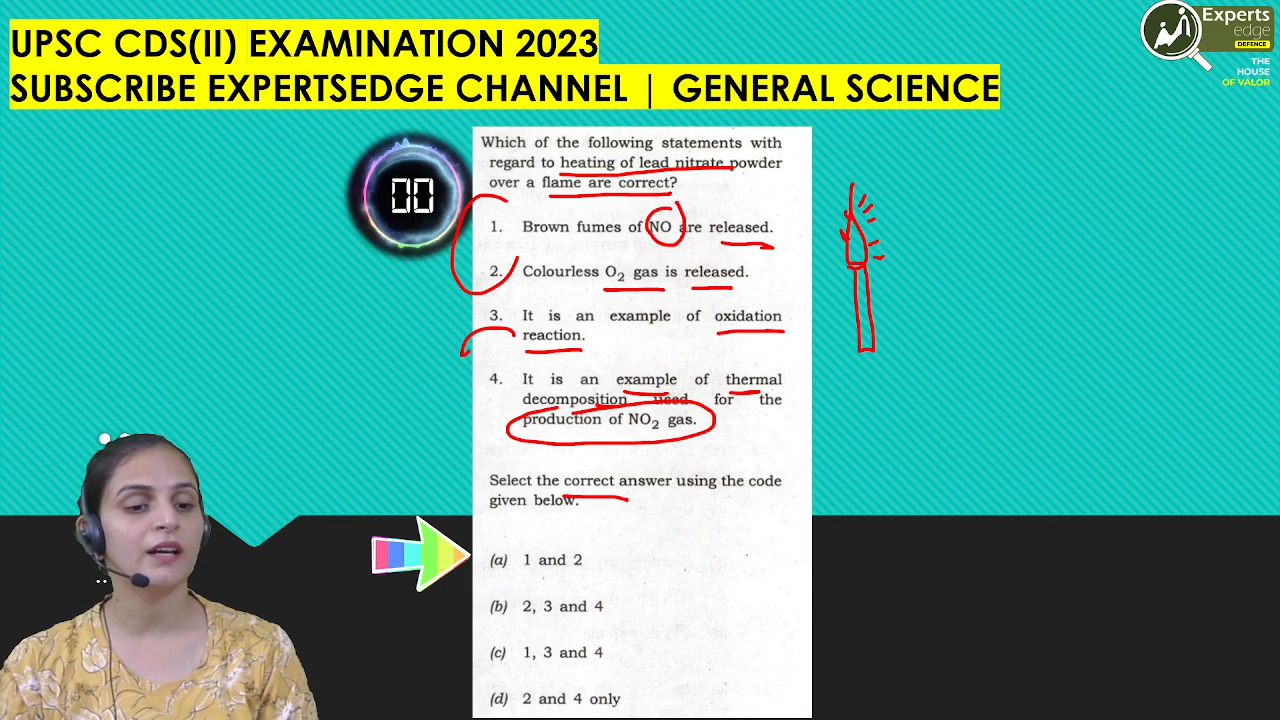 UPSC CDS(II) EXAMINATION 2023
SUBSCRIBE EXPERTSEDGE CHANNEL | GENERAL SCIENCE
Experts
edge
DEFENCE
THE
HOUSE
OF VALOR
00
Which of the following statements with
regard to heating of lead nitrate powder
over a flame are correct?
1. Brown fumes of NO are released.
2. Colourless O₂ gas is released.
3. It is an example of oxidation
reaction.
4. It is an example of thermal
decomposition used for the
production of NO₂ gas.
Select the correct answer using the code
given below.
(a) 1 and 2
(b) 2, 3 and 4
(c) 1, 3 and 4
(d) 2 and 4 only